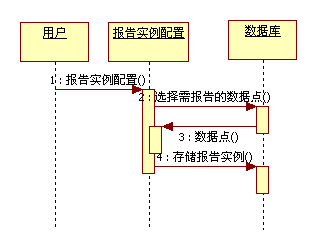 用户
报告实例配置
数据库
1 : 报告实例配置()
2 : 选择需报告的数据点()
3 : 数据点()
4 : 存储报告实例()